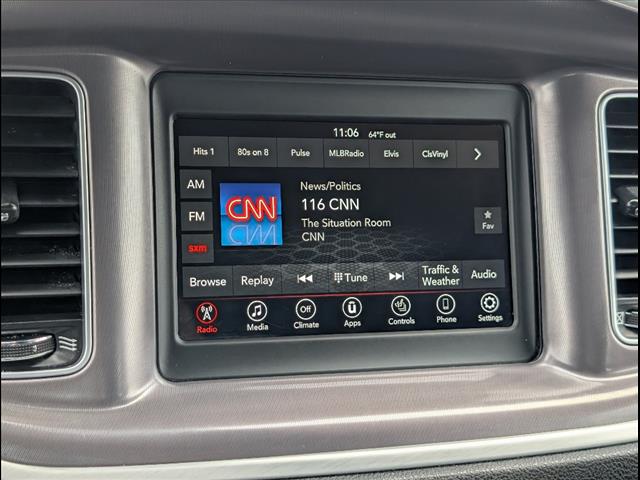 11:06 64°F out
Hits 1 80s on 8 Pulse MLBRadio Elvis ClsVinyl
AM
News/Politics
CNN
116 CNN
FM
The Situation Room
CNN
Fav
sxm
Browse Replay Tune Traffic & Weather Audio
Radio Media Off Climate Apps Controls Phone Settings